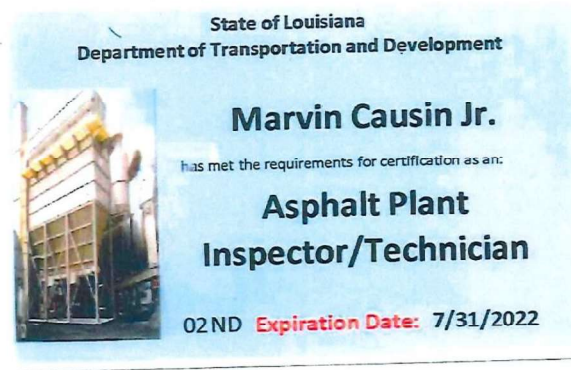 State of Louisiana
Department of Transportation and Development
Marvin Causin Jr.
has met the requirements for certification as an:
Asphalt Plant
Inspector/Technician
02ND Expiration Date: 7/31/2022